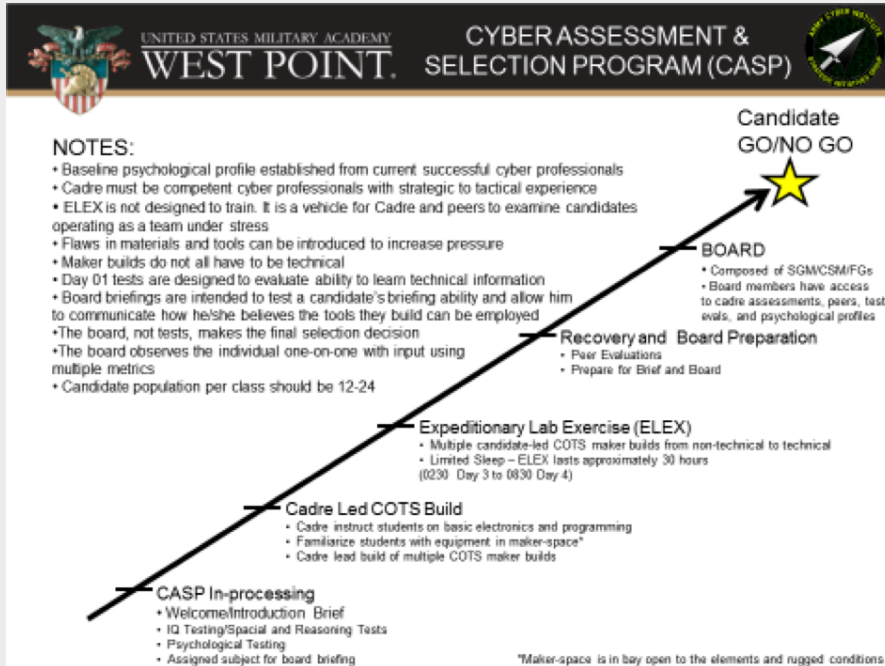 UNITED STATES MILITARY ACADEMY
WEST POINT.
CYBER ASSESSMENT &
SELECTION PROGRAM (CASP)
ARMY CYBER INSTITUTE
STRATEGIC INITIATIVES GROUP
NOTES:
• Baseline psychological profile established from current successful cyber professionals
• Cadre must be competent cyber professionals with strategic to tactical experience
• ELEX is not designed to train. It is a vehicle for Cadre and peers to examine candidates
operating as a team under stress
• Flaws in materials and tools can be introduced to increase pressure
• Maker builds do not all have to be technical
• Day 01 tests are designed to evaluate ability to learn technical information
• Board briefings are intended to test a candidate's briefing ability and allow him
to communicate how he/she believes the tools they build can be employed
•The board, not tests, makes the final selection decision
•The board observes the individual one-on-one with input using
multiple metrics
• Candidate population per class should be 12-24
Candidate
GO/NO GO
BOARD
• Composed of SGM/CSM/FGs
• Board members have access
to cadre assessments, peers, test
evals, and psychological profiles
Recovery and Board Preparation
• Peer Evaluations
• Prepare for Brief and Board
Expeditionary Lab Exercise (ELEX)
• Multiple candidate-led COTS maker builds from non-technical to technical
• Limited Sleep – ELEX lasts approximately 30 hours
(0230 Day 3 to 0830 Day 4)
Cadre Led COTS Build
• Cadre instruct students on basic electronics and programming
• Familiarize students with equipment in maker-space*
• Cadre lead build of multiple COTS maker builds
CASP In-processing
• Welcome/Introduction Brief
• IQ Testing/Spacial and Reasoning Tests
• Psychological Testing
• Assigned subject for board briefing
*Maker-space is in bay open to the elements and rugged conditions